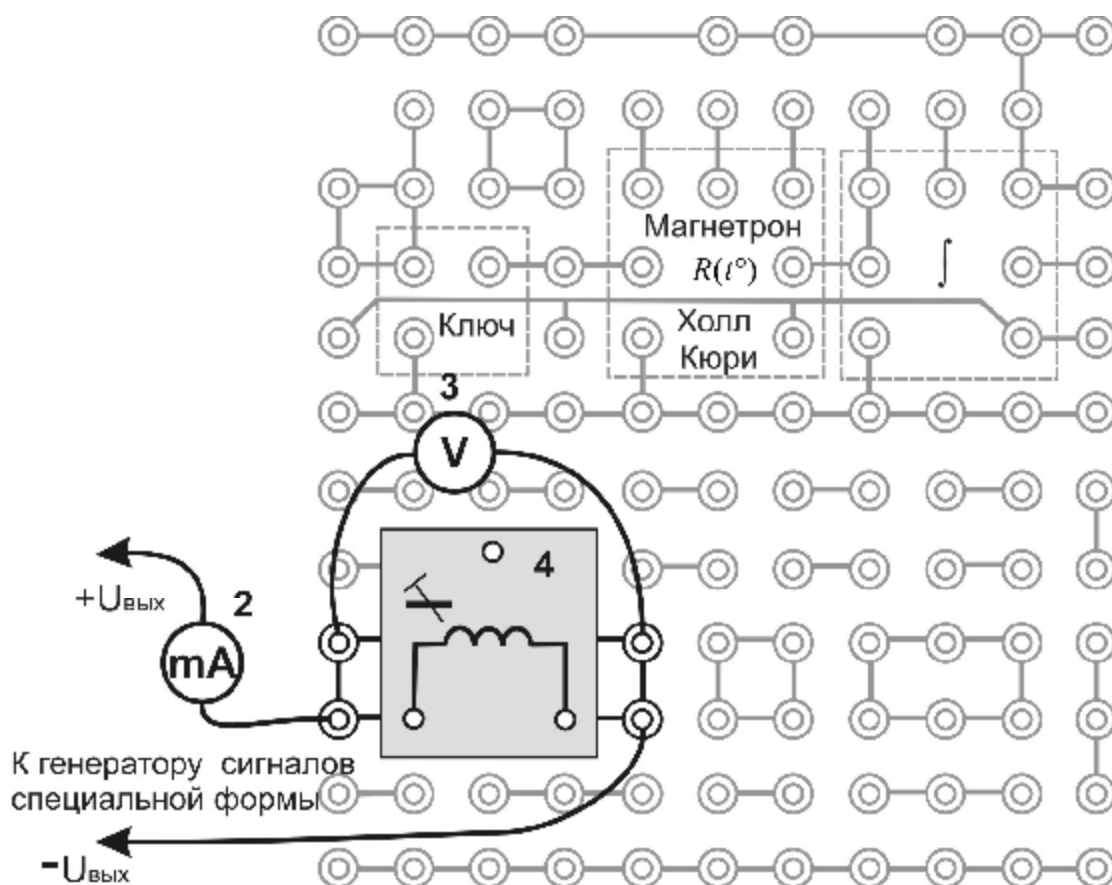 Магнетрон
R(t°)
∫
Ключ
Холл
Кюри
3
V
4
+Uвых
2
mA
К генератору сигналов
специальной формы
-Uвых